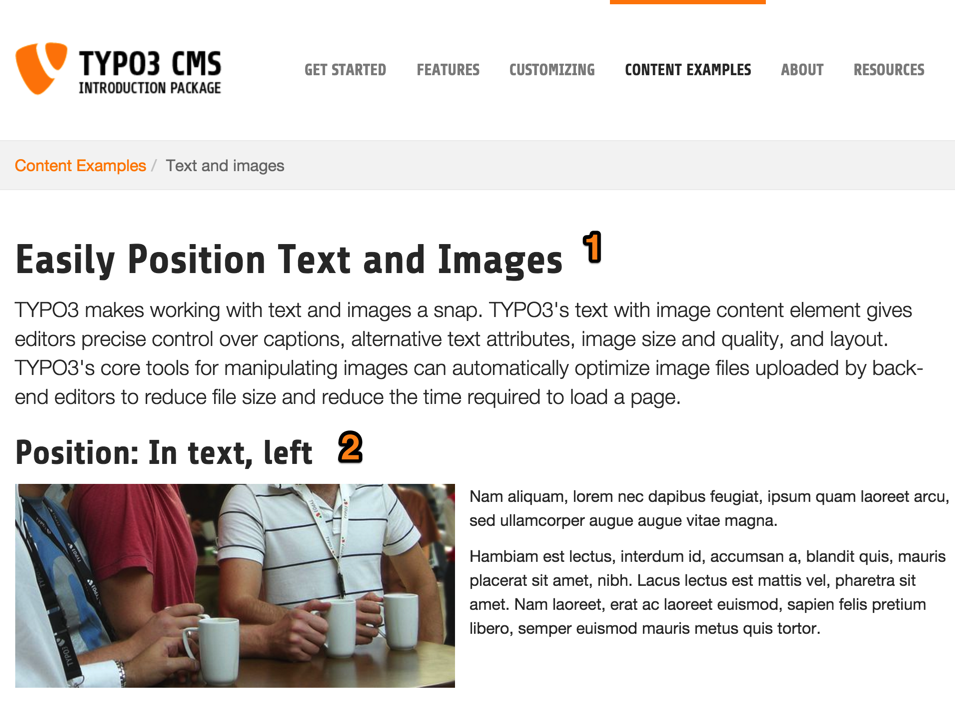 TYPO3 CMS
INTRODUCTION PACKAGE
GET STARTED FEATURES CUSTOMIZING CONTENT EXAMPLES ABOUT RESOURCES
Content Examples / Text and images
Easily Position Text and Images 1
TYPO3 makes working with text and images a snap. TYPO3's text with image content element gives
editors precise control over captions, alternative text attributes, image size and quality, and layout.
TYPO3's core tools for manipulating images can automatically optimize image files uploaded by back-
end editors to reduce file size and reduce the time required to load a page.
Position: In text, left 2
Nam aliquam, lorem nec dapibus feugiat, ipsum quam laoreet arcu,
sed ullamcorper augue augue vitae magna.
Hambiam est lectus, interdum id, accumsan a, blandit quis, mauris
placerat sit amet, nibh. Lacus lectus est mattis vel, pharetra sit
amet. Nam laoreet, erat ac laoreet euismod, sapien felis pretium
libero, semper euismod mauris metus quis tortor.